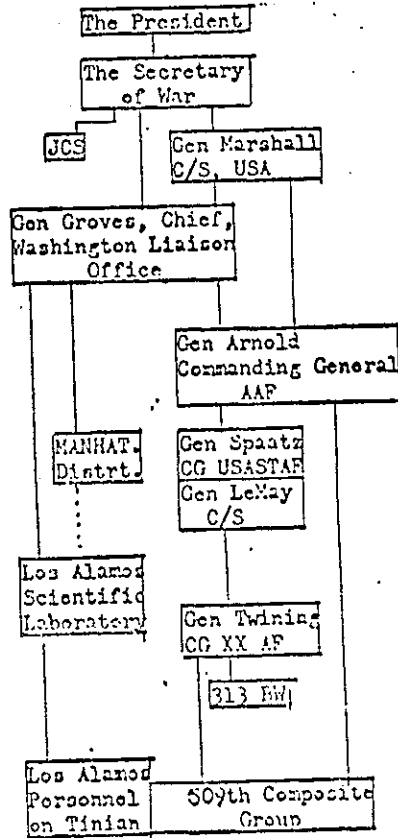 The President
The Secretary
of War
JCS
Gen Marshall
C/S, USA
Gen Groves, Chief,
Washington Liaison
Office
Gen Arnold
Commanding General
AAF
MANHAT.
Distrt.
Gen Spaatz
CG USASTAF
Gen LeMay
C/S
Los Alamos
Scientific
Laboratory
Gen Twining
CG XX AF
313 BW
Los Alamos
Personnel
on Tinian
509th Composite
Group